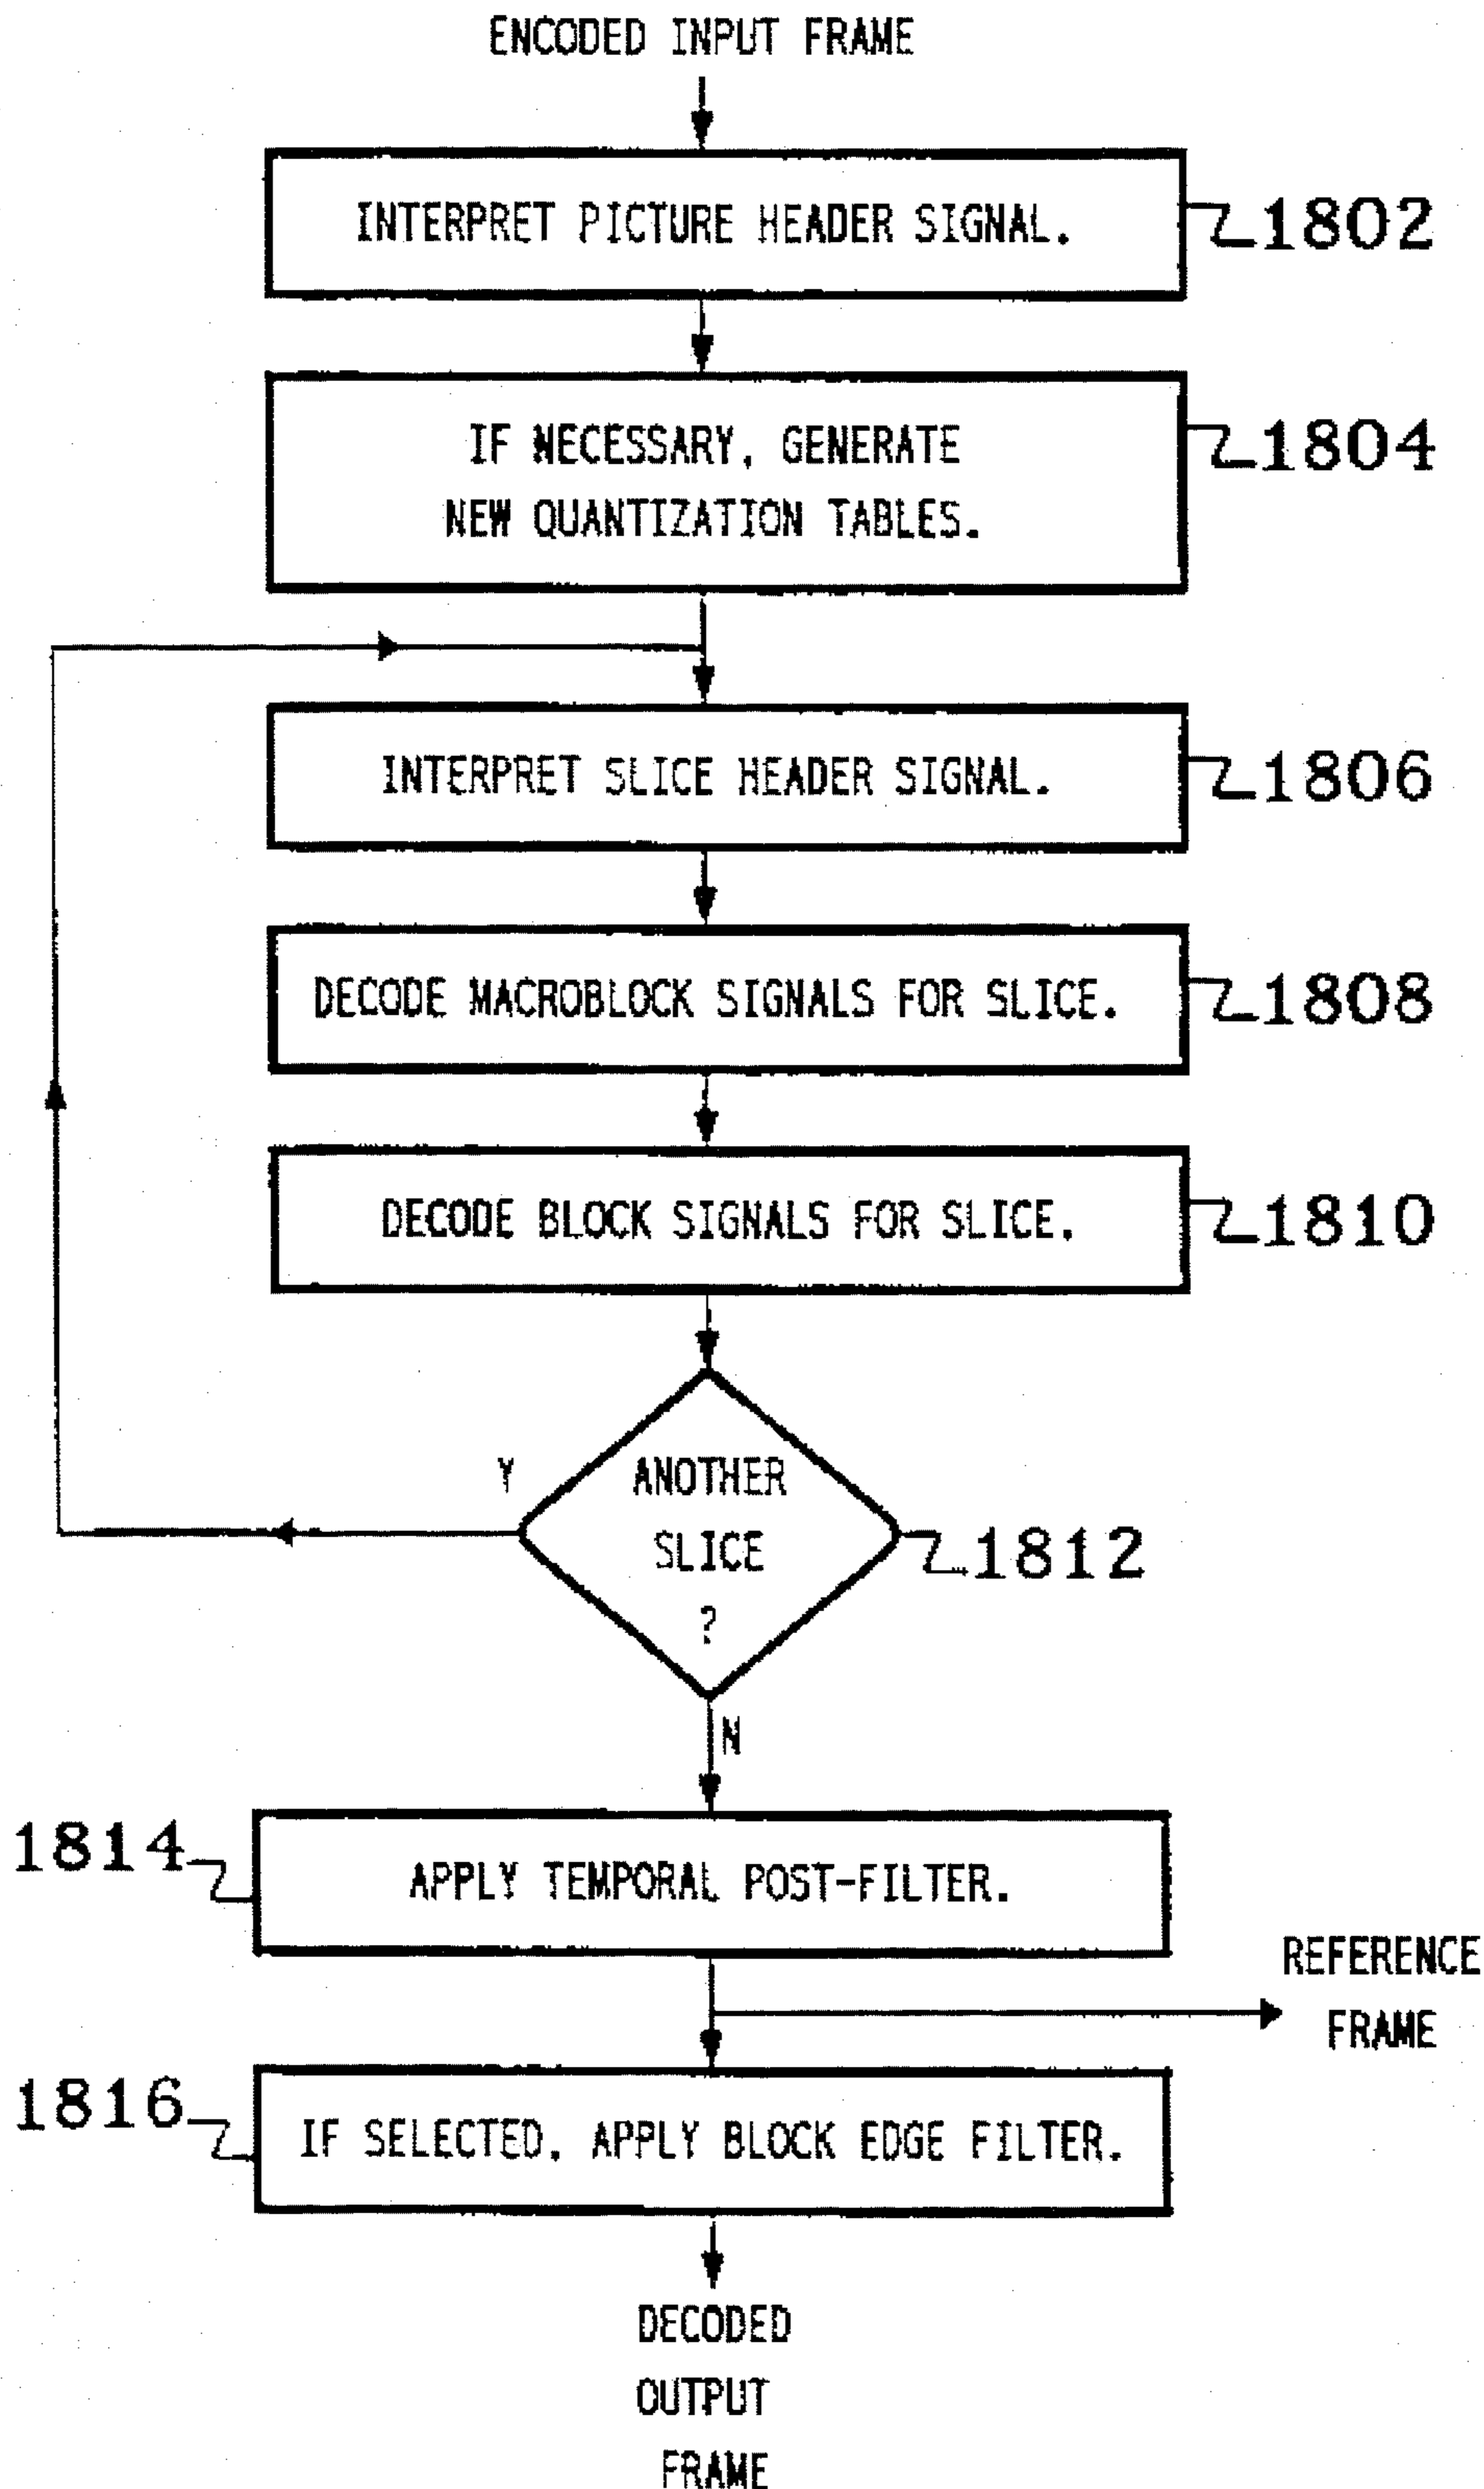 ENCODED INPUT FRAME
INTERPRET PICTURE HEADER SIGNAL.
1802
IF NECESSARY, GENERATE
1804
NEW QUANTIZATION TABLES.
INTERPRET SLICE HEADER SIGNAL.
1806
DECODE MACROBLOCK SIGNALS FOR SLICE.
1808
DECODE BLOCK SIGNALS FOR SLICE.
1810
Y
ANOTHER
SLICE
?
1812
N
1814
APPLY TEMPORAL POST-FILTER.
REFERENCE
FRAME
1816
IF SELECTED, APPLY BLOCK EDGE FILTER.
DECODED
OUTPUT
FRAME